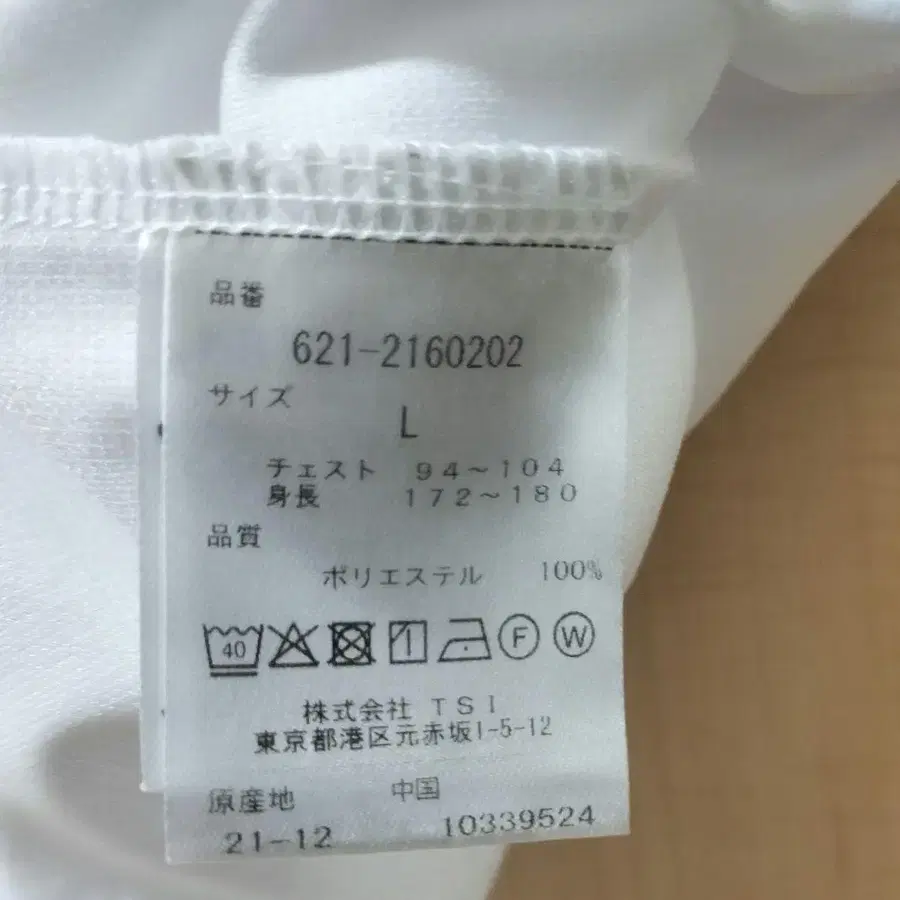 品番
621-2160202
サイズ
L
チェスト 94～104
身長 172～180
品質
ポリエステル 100%
40 F W
株式会社 TSI
東京都港区元赤坂1-5-12
原産地 中国
21-12 10339524